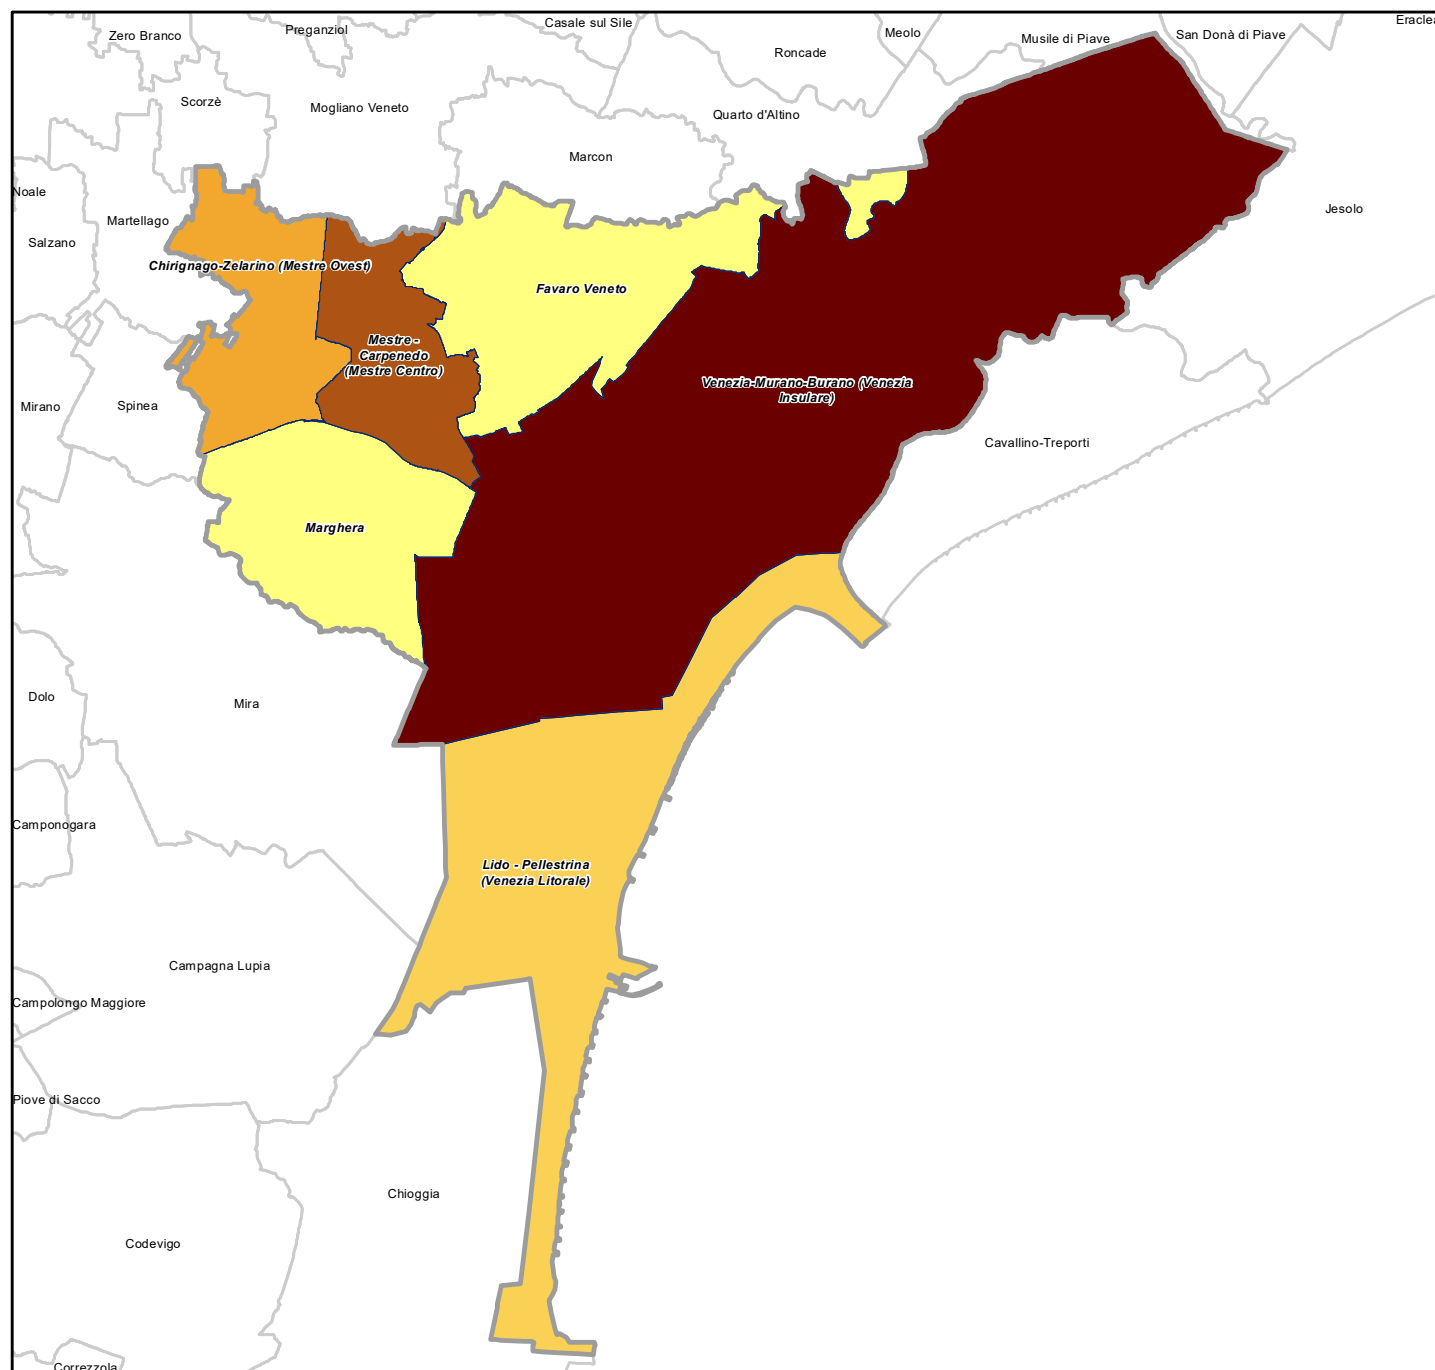 Eraclea
Casale sul Sile
Preganziol
Meolo
San Donà di Piave
Zero Branco
Musile di Piave
Roncade
Scorzè
Mogliano Veneto
Quarto d'Altino
Marcon
Noale
Jesolo
Martellago
Salzano
Chirignago-Zelarino (Mestre Ovest)
Favaro Veneto
Mestre -
Carpenedo
(Mestre Centro)
Venezia-Murano-Burano (Venezia
Insulare)
Mirano
Spinea
Cavallino-Treporti
Marghera
Dolo
Mira
Camponogara
Lido - Pellestrina
(Venezia Litorale)
Campagna Lupia
Campolongo Maggiore
Piove di Sacco
Chioggia
Codevigo
Correzzola